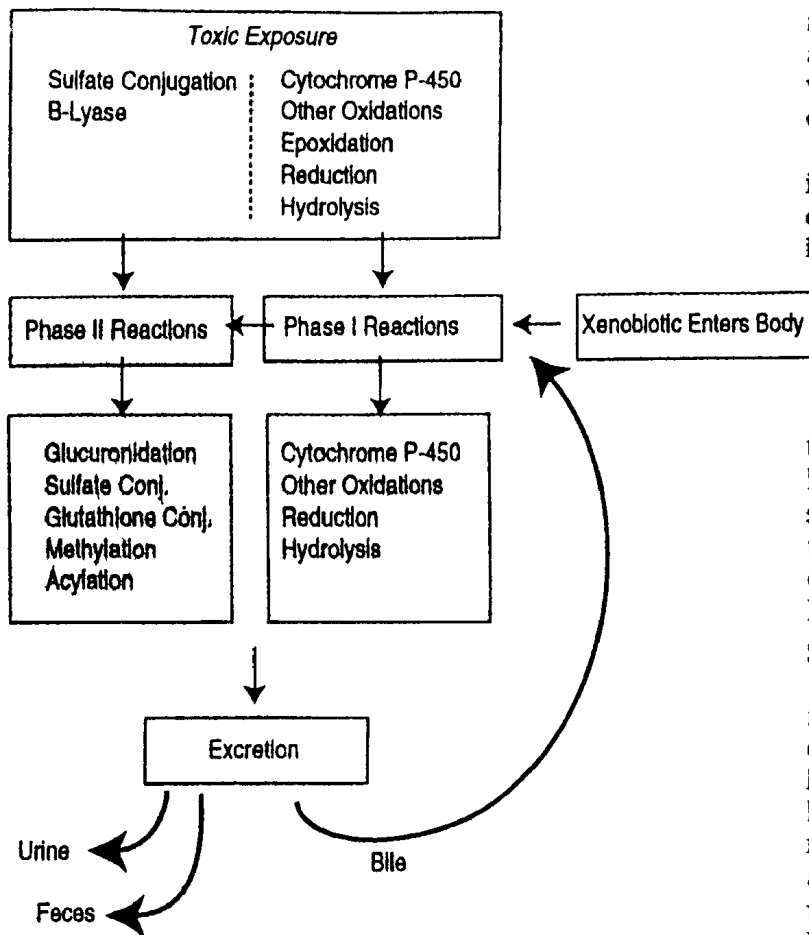 Toxic Exposure
Sulfate Conjugation
B-Lyase
Cytochrome P-450
Other Oxidations
Epoxidation
Reduction
Hydrolysis
Phase II Reactions
Phase I Reactions
Xenobiotic Enters Body
Glucuronidation
Sulfate Conj.
Glutathione Conj.
Methylation
Acylation
Cytochrome P-450
Other Oxidations
Reduction
Hydrolysis
Excretion
Urine
Feces
Bile